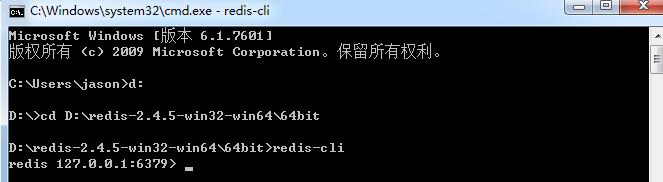 C:\Windows\system32\cmd.exe - redis-cli
Microsoft Windows [版本 6.1.7601]
版权所有 (c) 2009 Microsoft Corporation。保留所有权利。
C:\Users\jason>d:
D:\>cd D:\redis-2.4.5-win32-win64\64bit
D:\redis-2.4.5-win32-win64\64bit>redis-cli
redis 127.0.0.1:6379>